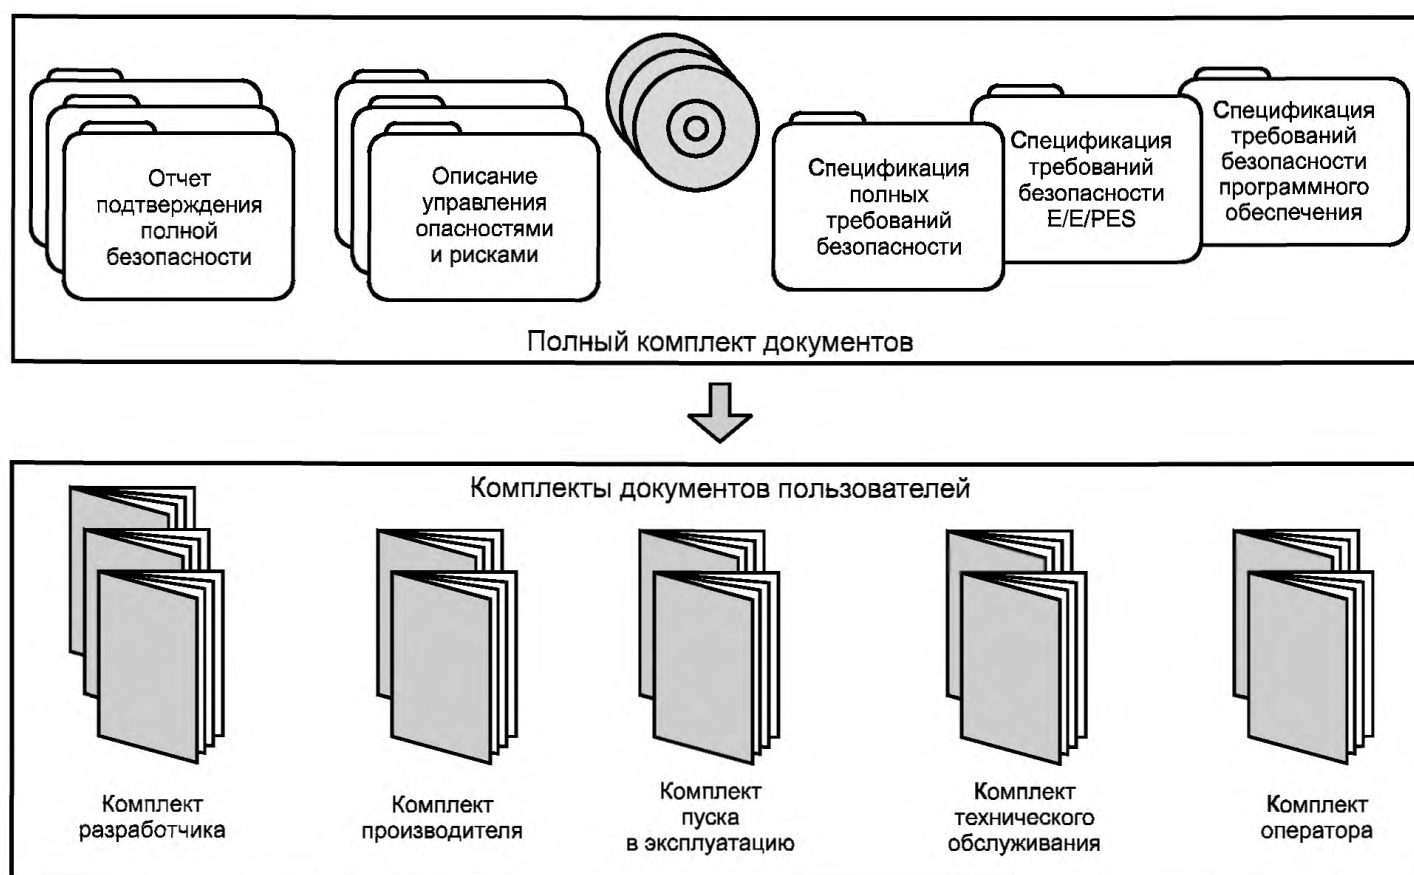 Отчет
подтверждения
полной
безопасности
Описание
управления
опасностями
и рисками
Спецификация
полных
требований
безопасности
Спецификация
требований
безопасности
E/E/PES
Спецификация
требований
безопасности
программного
обеспечения
Полный комплект документов
Комплекты документов пользователей
Комплект
разработчика
Комплект
производителя
Комплект
пуска
в эксплуатацию
Комплект
технического
обслуживания
Комплект
оператора